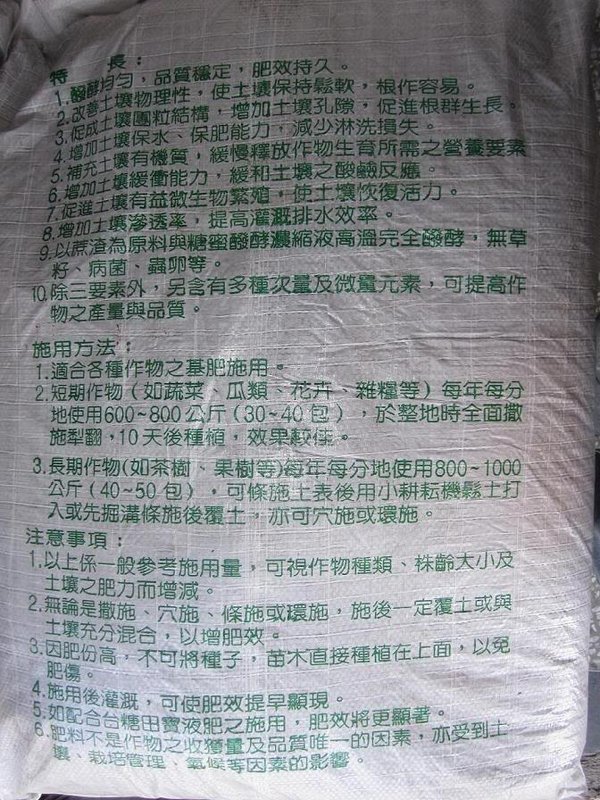 特 長：
1.醱酵均勻，品質穩定，肥效持久。
2.改善土壤物理性，使土壤保持鬆軟，根作容易。
3.促成土壤團粒結構，增加土壤孔隙，促進根群生長。
4.增加土壤保水、保肥能力，減少淋洗損失。
5.補充土壤有機質，緩慢釋放作物生育所需之營養要素
6.增加土壤緩衝能力，緩和土壤之酸鹼反應。
7.促進土壤有益微生物繁殖，使土壤恢復活力。
8.增加土壤滲透率，提高灌溉排水效率。
9.以蔗渣為原料與糖蜜醱酵濃縮液高溫完全醱酵，無草
籽、病菌、蟲卵等。
10.除三要素外，另含有多種次量及微量元素，可提高作
物之產量與品質。
施用方法：
1.適合各種作物之基肥施用。
2.短期作物（如蔬菜、瓜類、花卉、雜糧等）每年每分
地使用600~800公斤（30~40包），於整地時全面撒
施犁翻，10天後種植，效果較佳。
3.長期作物(如茶樹、果樹等)每年每分地使用800~1000
公斤（40~50包），可條施土表後用小耕耘機鬆土打
入或先掘溝條施後覆土，亦可穴施或環施。
注意事項：
1.以上係一般參考施用量，可視作物種類、株齡大小及
土壤之肥力而增減。
2.無論是撒施、穴施、條施或環施，施後一定覆土或與
土壤充分混合，以增肥效。
3.因肥份高，不可將種子，苗木直接種植在上面，以免
肥傷。
4.施用後灌溉，可使肥效提早顯現。
5.如配合台糖田寶液肥之施用，肥效將更顯著。
6.肥料不是作物之收獲量及品質唯一的因素，亦受到土
壤、栽培管理、氣候等因素的影響。